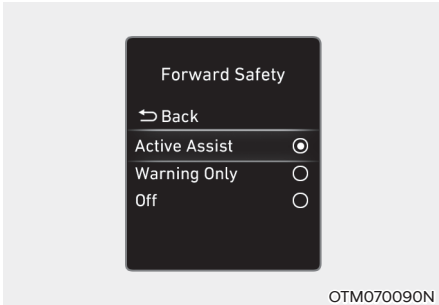 Forward Safety
Back
Active Assist
Warning Only
Off
OTM070090N